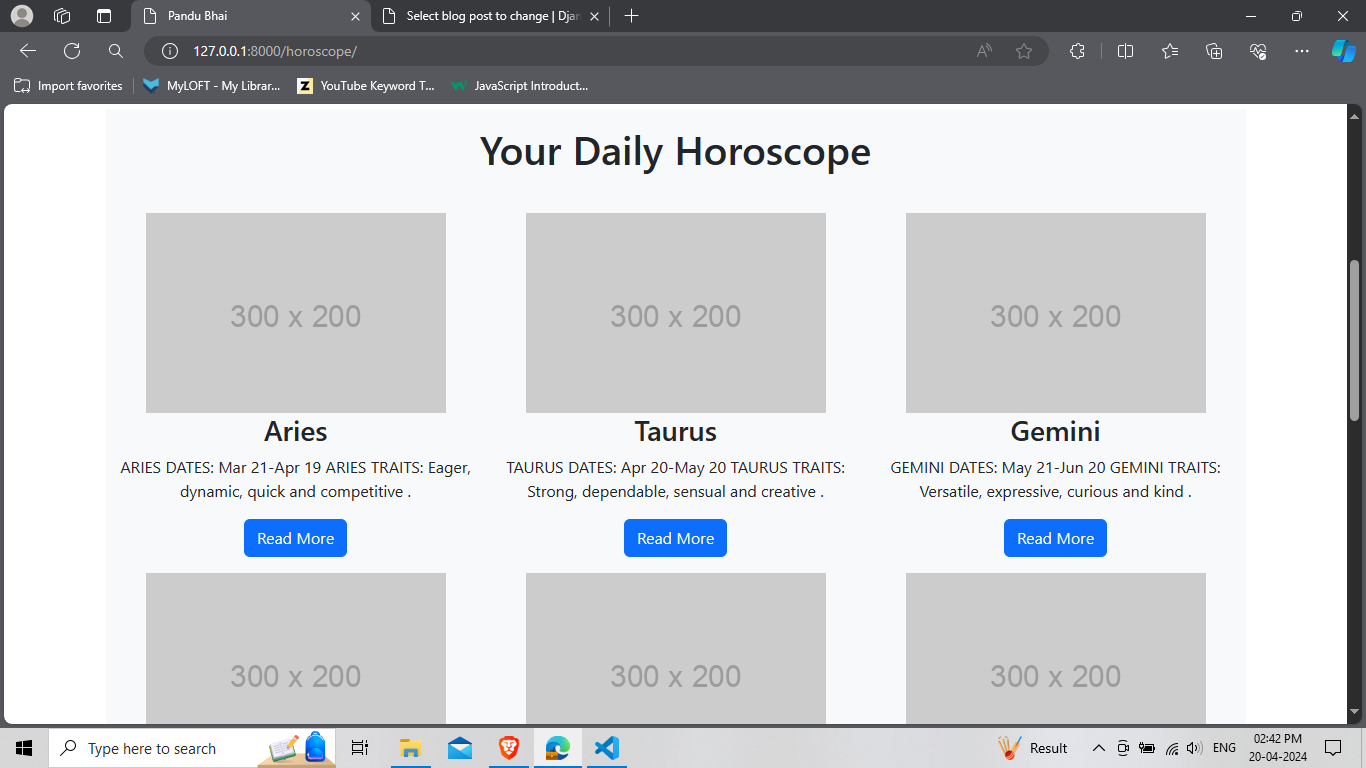 Pandu Bhai
Select blog post to change | Djan
127.0.0.1:8000/horoscope/
Import favorites
MyLOFT - My Librar...
YouTube Keyword T...
JavaScript Introduct...
Your Daily Horoscope
300 x 200
300 x 200
300 x 200
Aries
Taurus
Gemini
ARIES DATES: Mar 21-Apr 19 ARIES TRAITS: Eager,
dynamic, quick and competitive .
TAURUS DATES: Apr 20-May 20 TAURUS TRAITS:
Strong, dependable, sensual and creative .
GEMINI DATES: May 21-Jun 20 GEMINI TRAITS:
Versatile, expressive, curious and kind .
Read More
Read More
Read More
300 x 200
300 x 200
300 x 200
Type here to search
Result
ENG
02:42 PM
20-04-2024